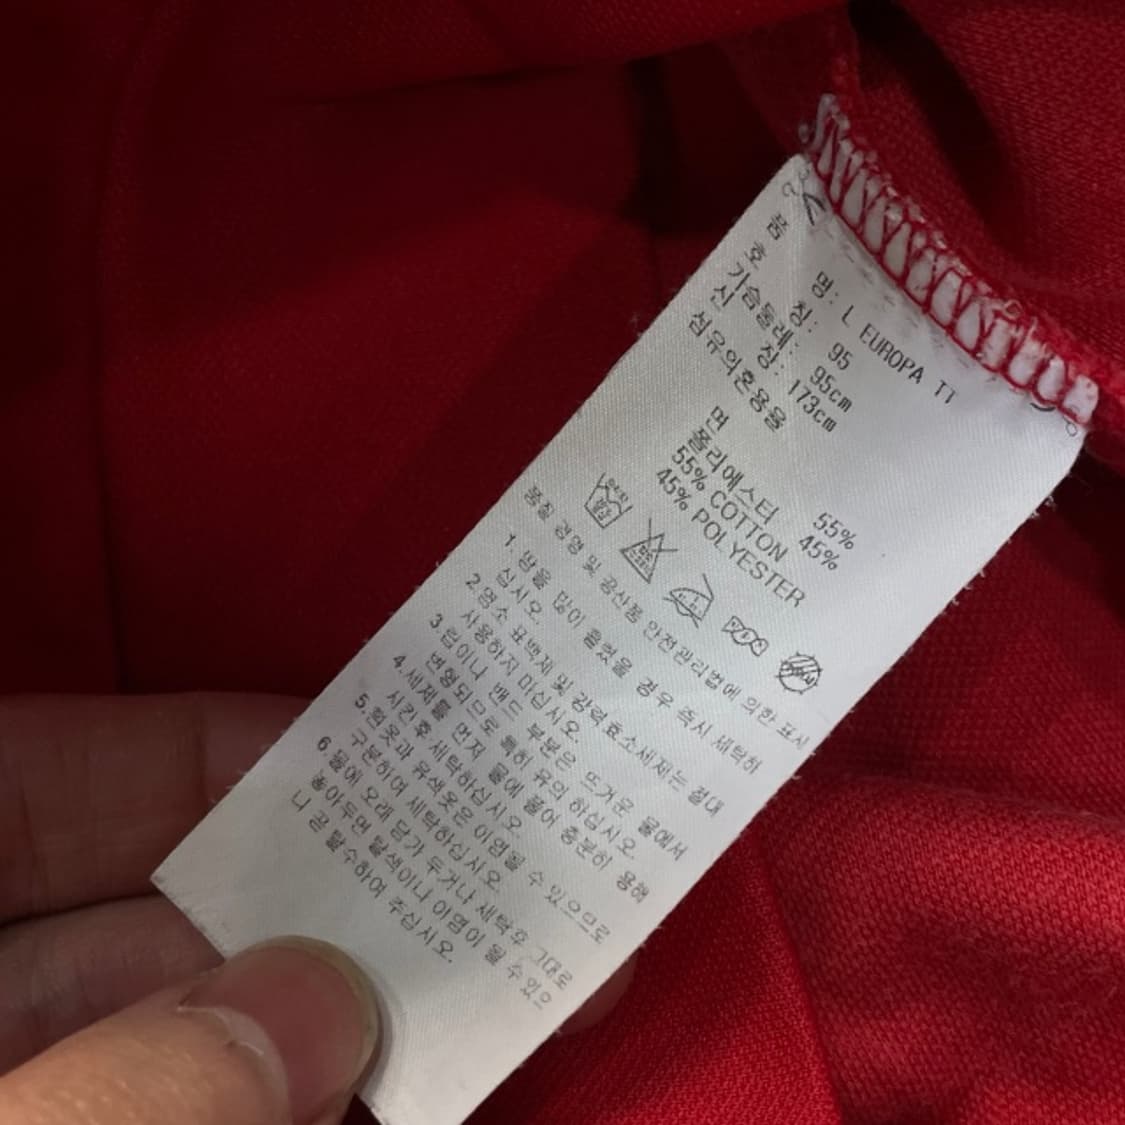 품 명: L EUROPA TT
호 칭: 95
가슴둘레: 95cm
신 장: 173cm
섬유의혼용율
면 55%
폴리에스터 45%
55% COTTON
45% POLYESTER
품질 경영 및 공산품 안전관리법에 의한 표시
1. 땀을 많이 흘렸을 경우 즉시 세탁하
십시오.
2. 염소 표백제 및 강력효소세제는 절대
사용하지 마십시오.
3. 립이나 밴드 부분은 뜨거운 물에서
변형되므로 특히 유의 하십시오.
4. 세제를 먼저 물에 풀어 충분히 용해
시킨후 세탁하십시오.
5. 흰옷과 유색옷은 이염될 수 있으므로
구분하여 세탁하십시오.
6. 물에 오래 담가 두거나 세탁후 그대로
놓아두면 탈색이나 이염이 될 수 있으
니 곧 탈수하여 주십시오.